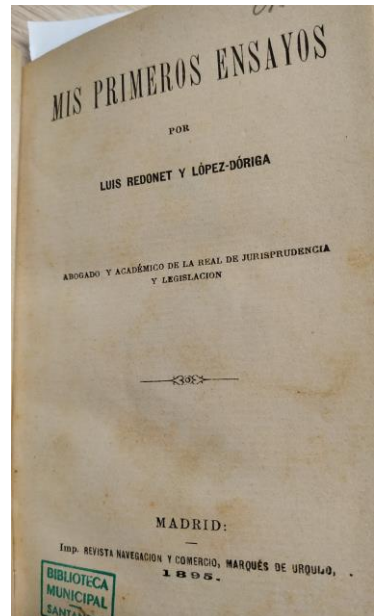 MIS PRIMEROS ENSAYOS
POR
LUIS REDONET Y LÓPEZ-DÓRIGA
ABOGADO Y ACADÉMICO DE LA REAL DE JURISPRUDENCIA
Y LEGISLACION
MADRID:
Imp. REVISTA NAVEGACION Y COMERCIO, MARQUÉS DE URQUIJO,
1895.
BIBLIOTECA
MUNICIPAL